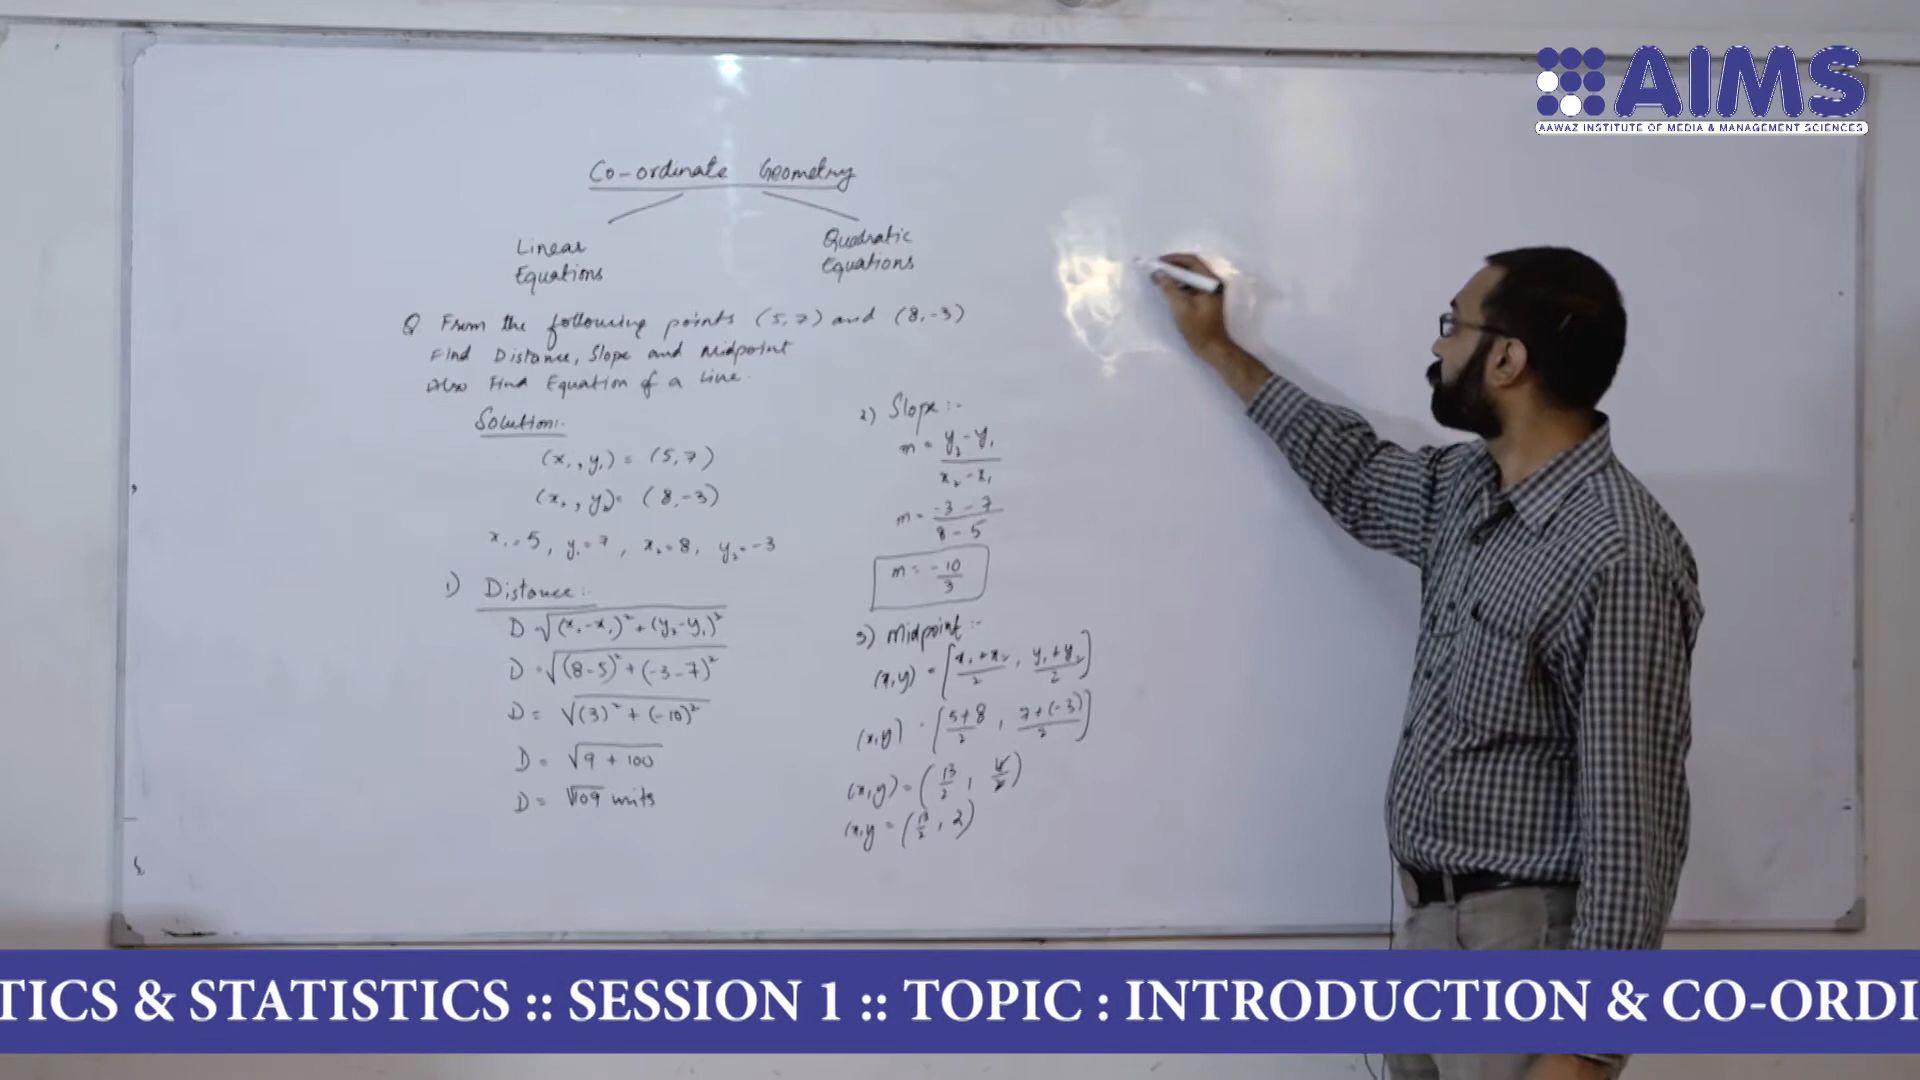 AIMS
AAWAZ INSTITUTE OF MEDIA & MANAGEMENT SCIENCES
Co-ordinate Geometry
Linear Equations
Quadratic Equations
Q From the following points (5,7) and (8,-3)
Find Distance, Slope and Midpoint
Also Find Equation of a Line.
Solution:-
(x₁, y₁) = (5, 7)
(x₂, y₂) = (8, -3)
x₁=5, y₁=7, x₂=8, y₂=-3
1) Distance:-
D = √(x₂-x₁)²+(y₂-y₁)²
D = √(8-5)²+(-3-7)²
D = √(3)²+(-10)²
D = √9+100
D = √109 units
2) Slope:-
m = y₂-y₁/x₂-x₁
m = -3-7/8-5
m = -10/3
3) Midpoint:-
(x,y) = [x₁+x₂/2, y₁+y₂/2]
(x,y) = [5+8/2, 7+(-3)/2]
(x,y) = (13/2, 4/2)
(x,y = (13/2, 2)
TICS & STATISTICS :: SESSION 1 :: TOPIC : INTRODUCTION & CO-ORDI